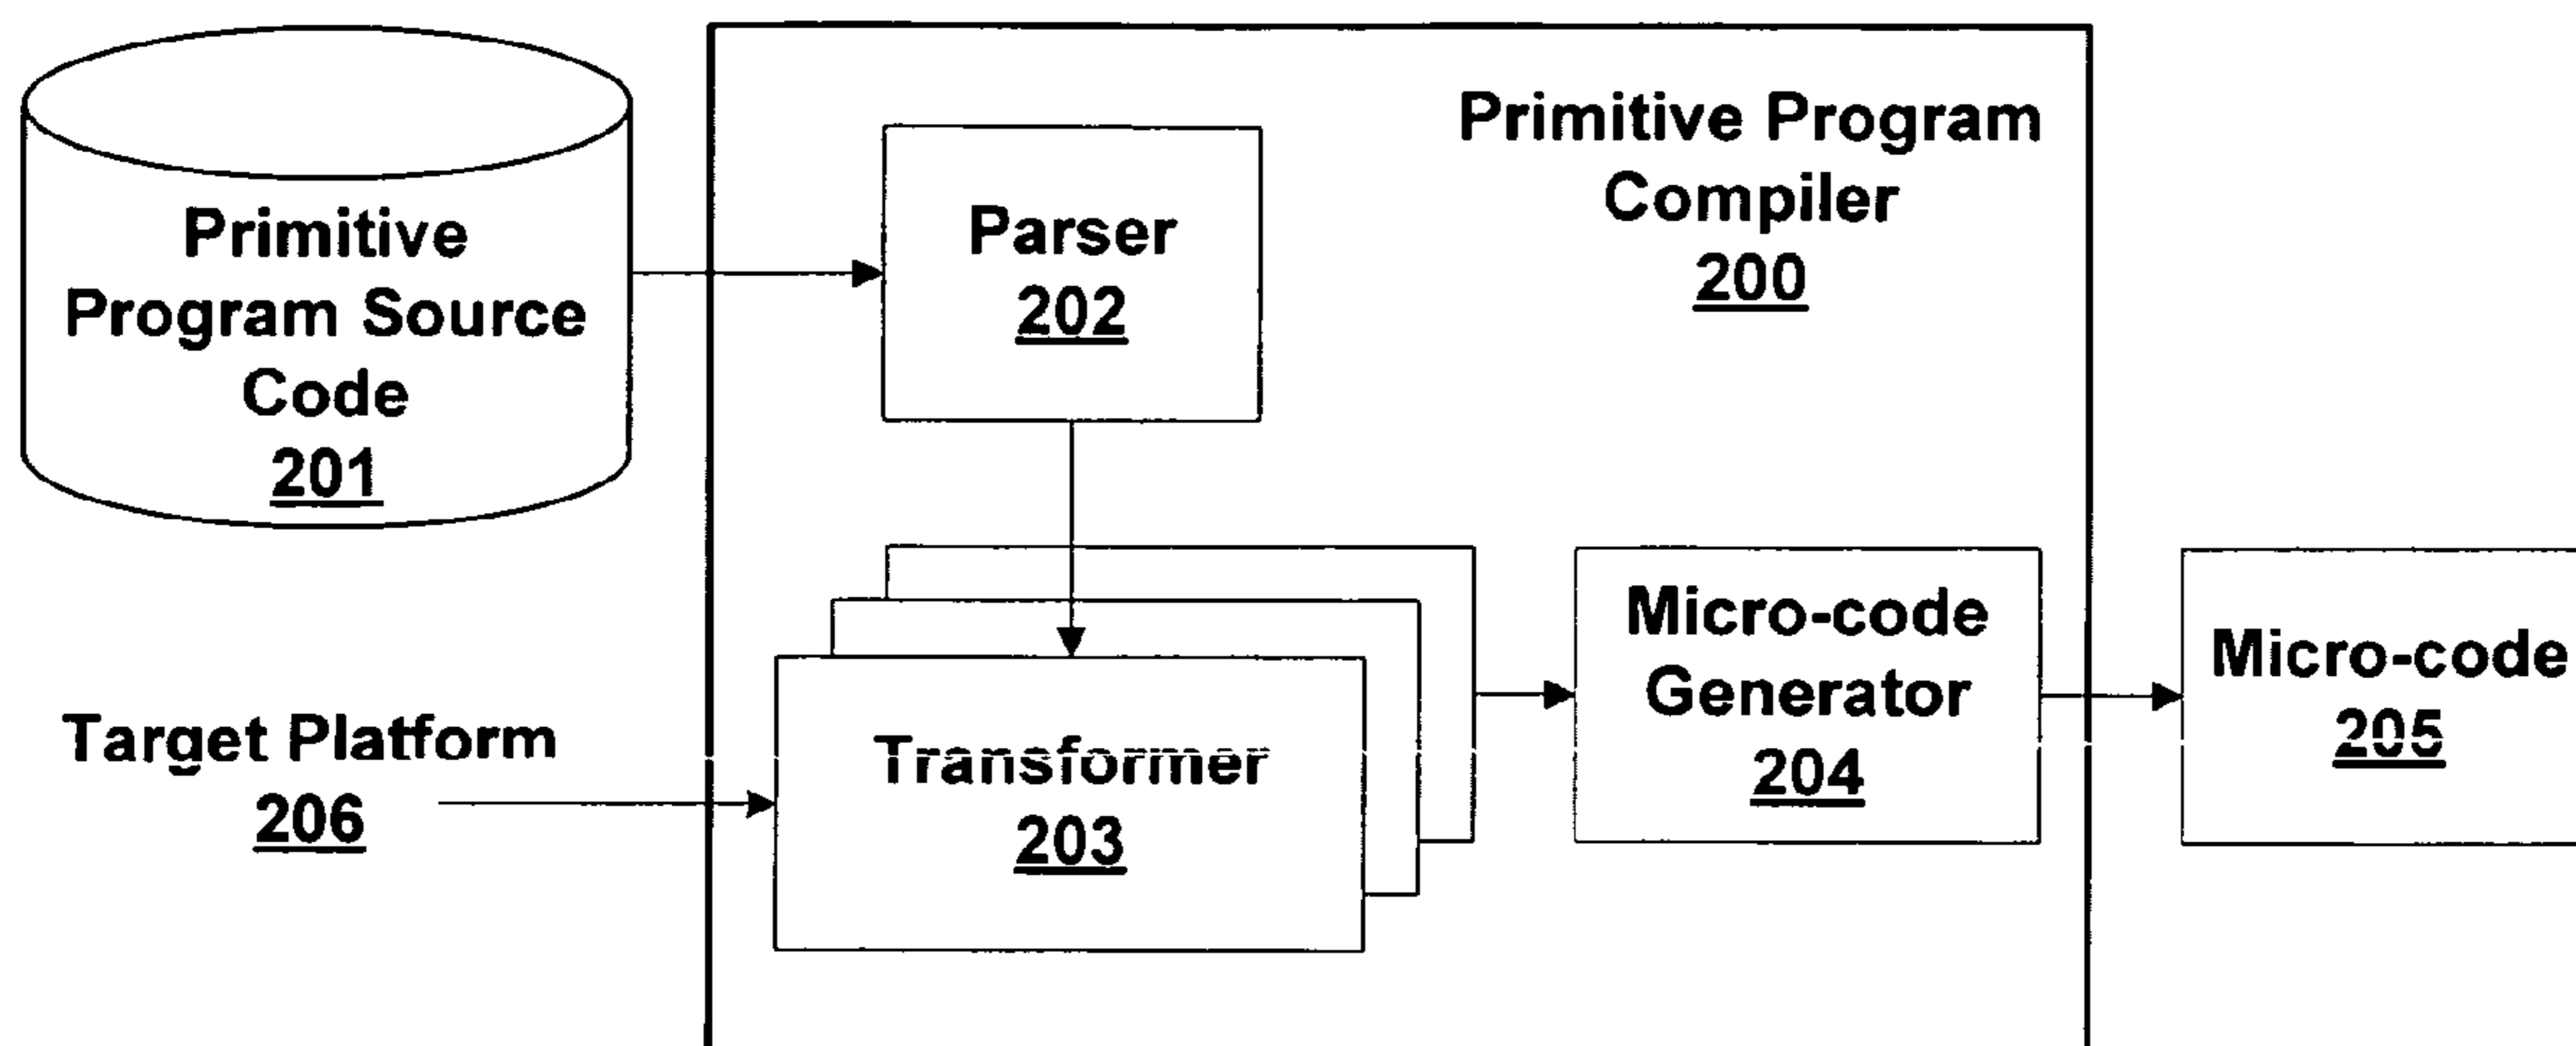 Primitive
Program Source
Code
201
Parser
202
Primitive Program
Compiler
200
Target Platform
206
Transformer
203
Micro-code
Generator
204
Micro-code
205